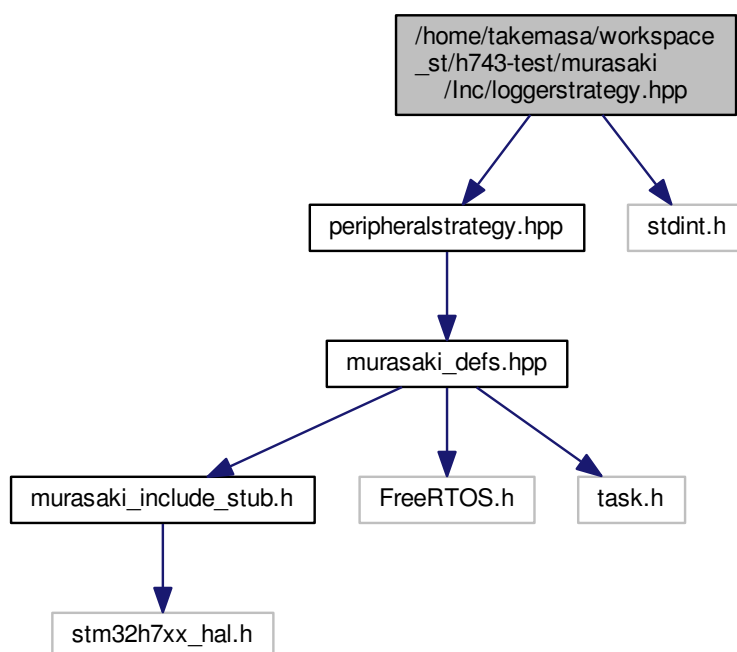 /home/takemasa/workspace
_st/h743-test/murasaki
/Inc/loggerstrategy.hpp
peripheralstrategy.hpp
stdint.h
murasaki_defs.hpp
murasaki_include_stub.h
FreeRTOS.h
task.h
stm32h7xx_hal.h